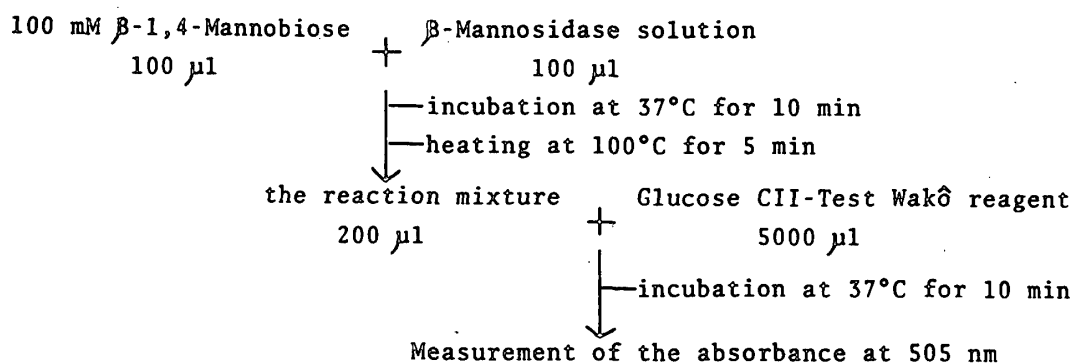 100 mM β-1,4-Mannobiose + β-Mannosidase solution
100 µl 100 µl
incubation at 37°C for 10 min
heating at 100°C for 5 min
the reaction mixture + Glucose CII-Test Wakô reagent
200 µl 5000 µl
incubation at 37°C for 10 min
Measurement of the absorbance at 505 nm